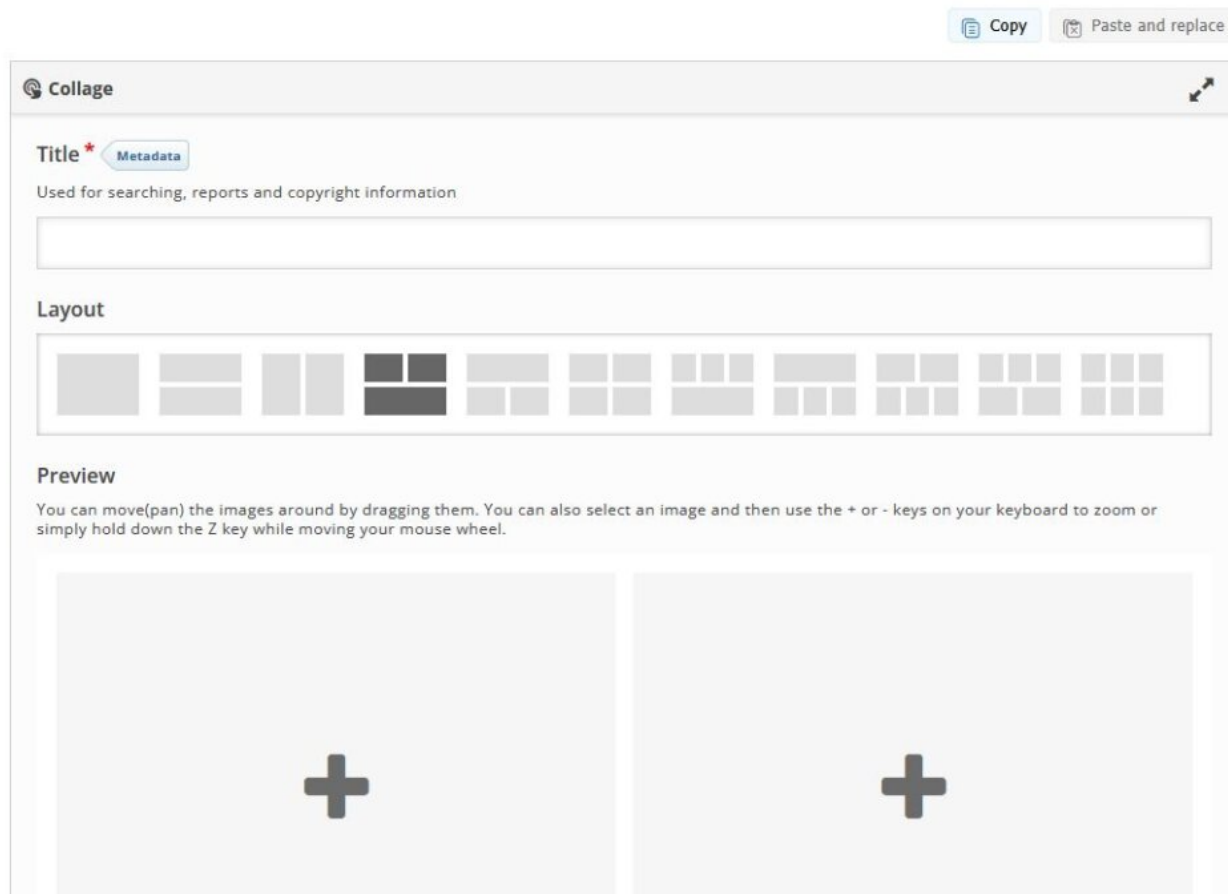 Copy
Paste and replace
Collage
Title *
Metadata
Used for searching, reports and copyright information
Layout
Preview
You can move(pan) the images around by dragging them. You can also select an image and then use the + or - keys on your keyboard to zoom or
simply hold down the Z key while moving your mouse wheel.